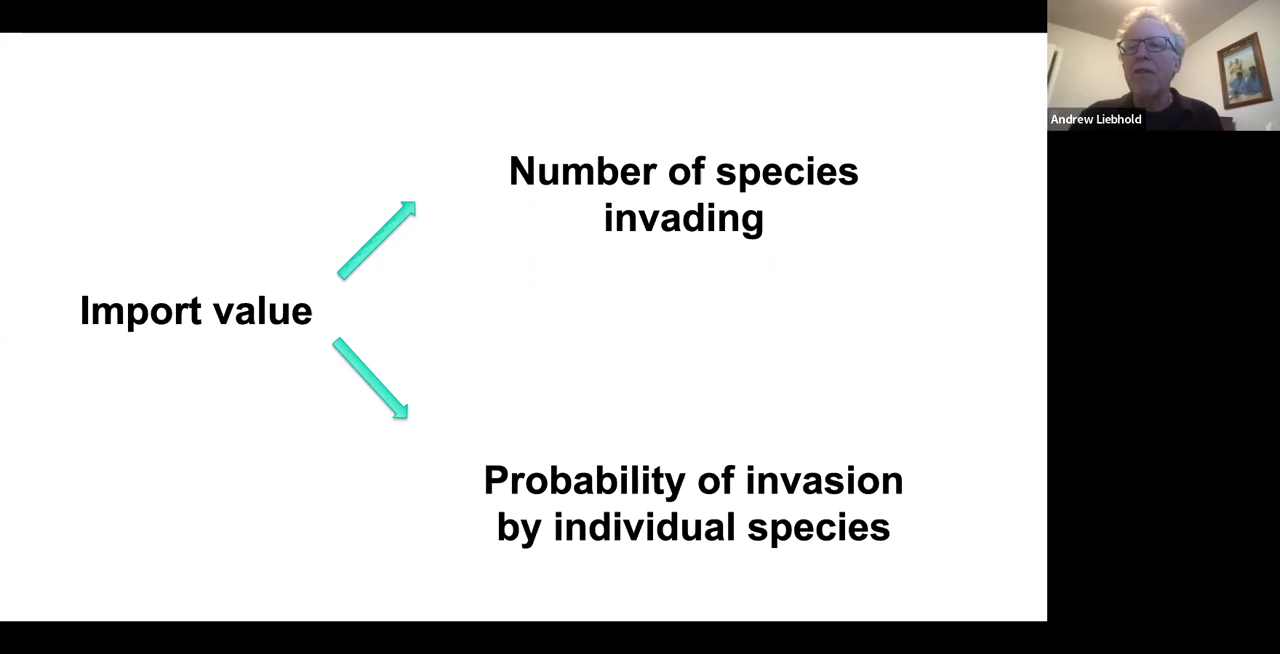 Number of species
invading
Import value
Probability of invasion
by individual species
Andrew Liebhold